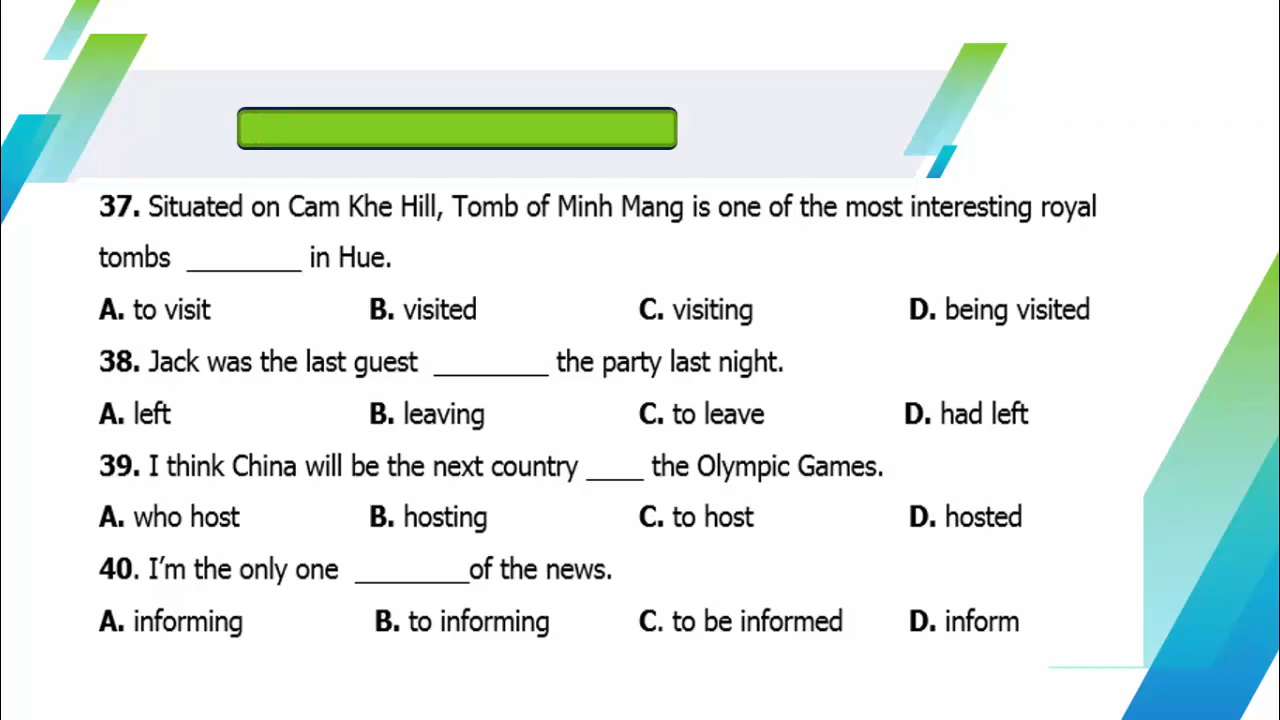 37. Situated on Cam Khe Hill, Tomb of Minh Mang is one of the most interesting royal
tombs ________ in Hue.
A. to visit B. visited C. visiting D. being visited
38. Jack was the last guest ________ the party last night.
A. left B. leaving C. to leave D. had left
39. I think China will be the next country ____ the Olympic Games.
A. who host B. hosting C. to host D. hosted
40. I’m the only one ________of the news.
A. informing B. to informing C. to be informed D. inform